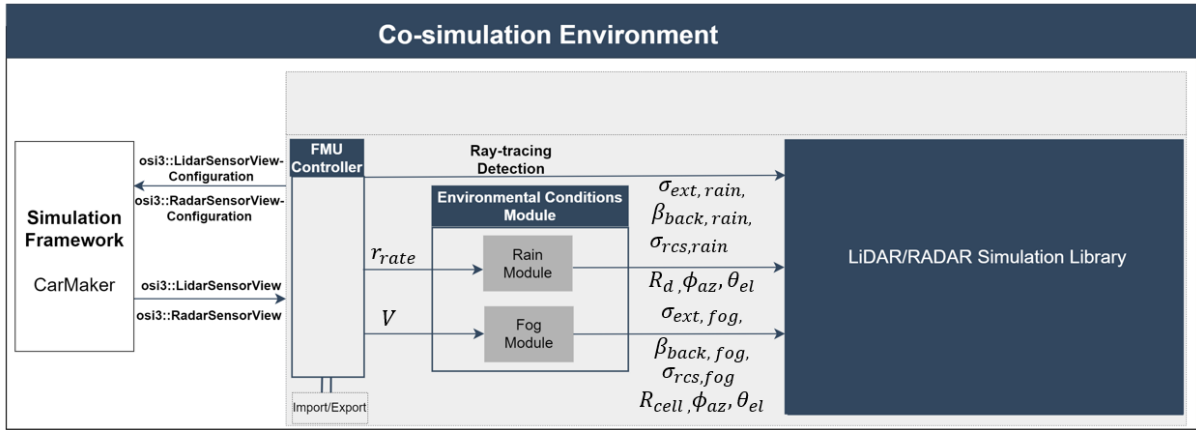 Co-simulation Environment
FMU
Controller
Ray-tracing
Detection
osi3::LidarSensorView-
Configuration
osi3::RadarSensorView-
Configuration
Simulation
Framework
CarMaker
osi3::LidarSensorView
osi3::RadarSensorView
Environmental Conditions
Module
r_rate
Rain
Module
V
Fog
Module
Import/Export
σ_ext,rain,
β_back,rain,
σ_rcs,rain
R_d,ϕ_az,θ_el
σ_ext,fog,
β_back,fog,
σ_rcs,fog
R_cell,ϕ_az,θ_el
LiDAR/RADAR Simulation Library